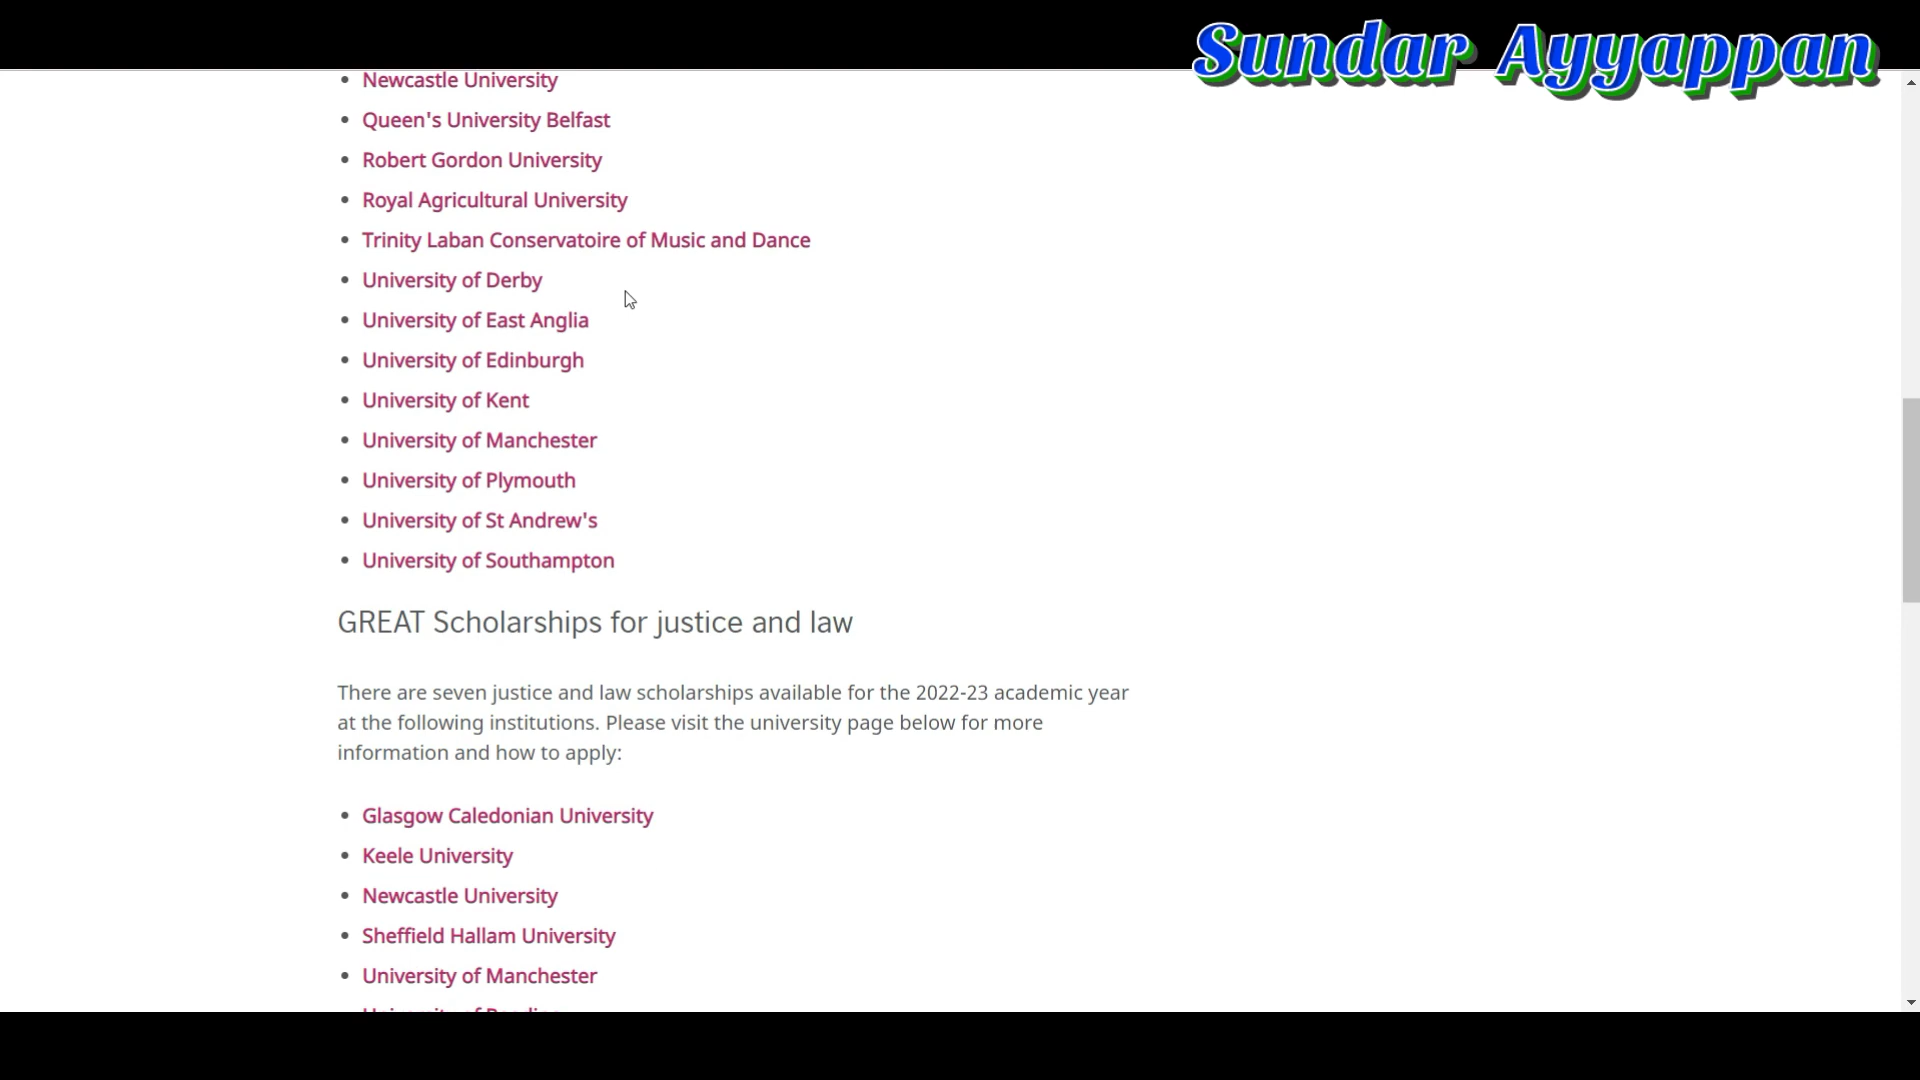 Sundar Ayyappan
Newcastle University
Queen's University Belfast
Robert Gordon University
Royal Agricultural University
Trinity Laban Conservatoire of Music and Dance
University of Derby
University of East Anglia
University of Edinburgh
University of Kent
University of Manchester
University of Plymouth
University of St Andrew's
University of Southampton
GREAT Scholarships for justice and law
There are seven justice and law scholarships available for the 2022-23 academic year
at the following institutions. Please visit the university page below for more
information and how to apply:
Glasgow Caledonian University
Keele University
Newcastle University
Sheffield Hallam University
University of Manchester